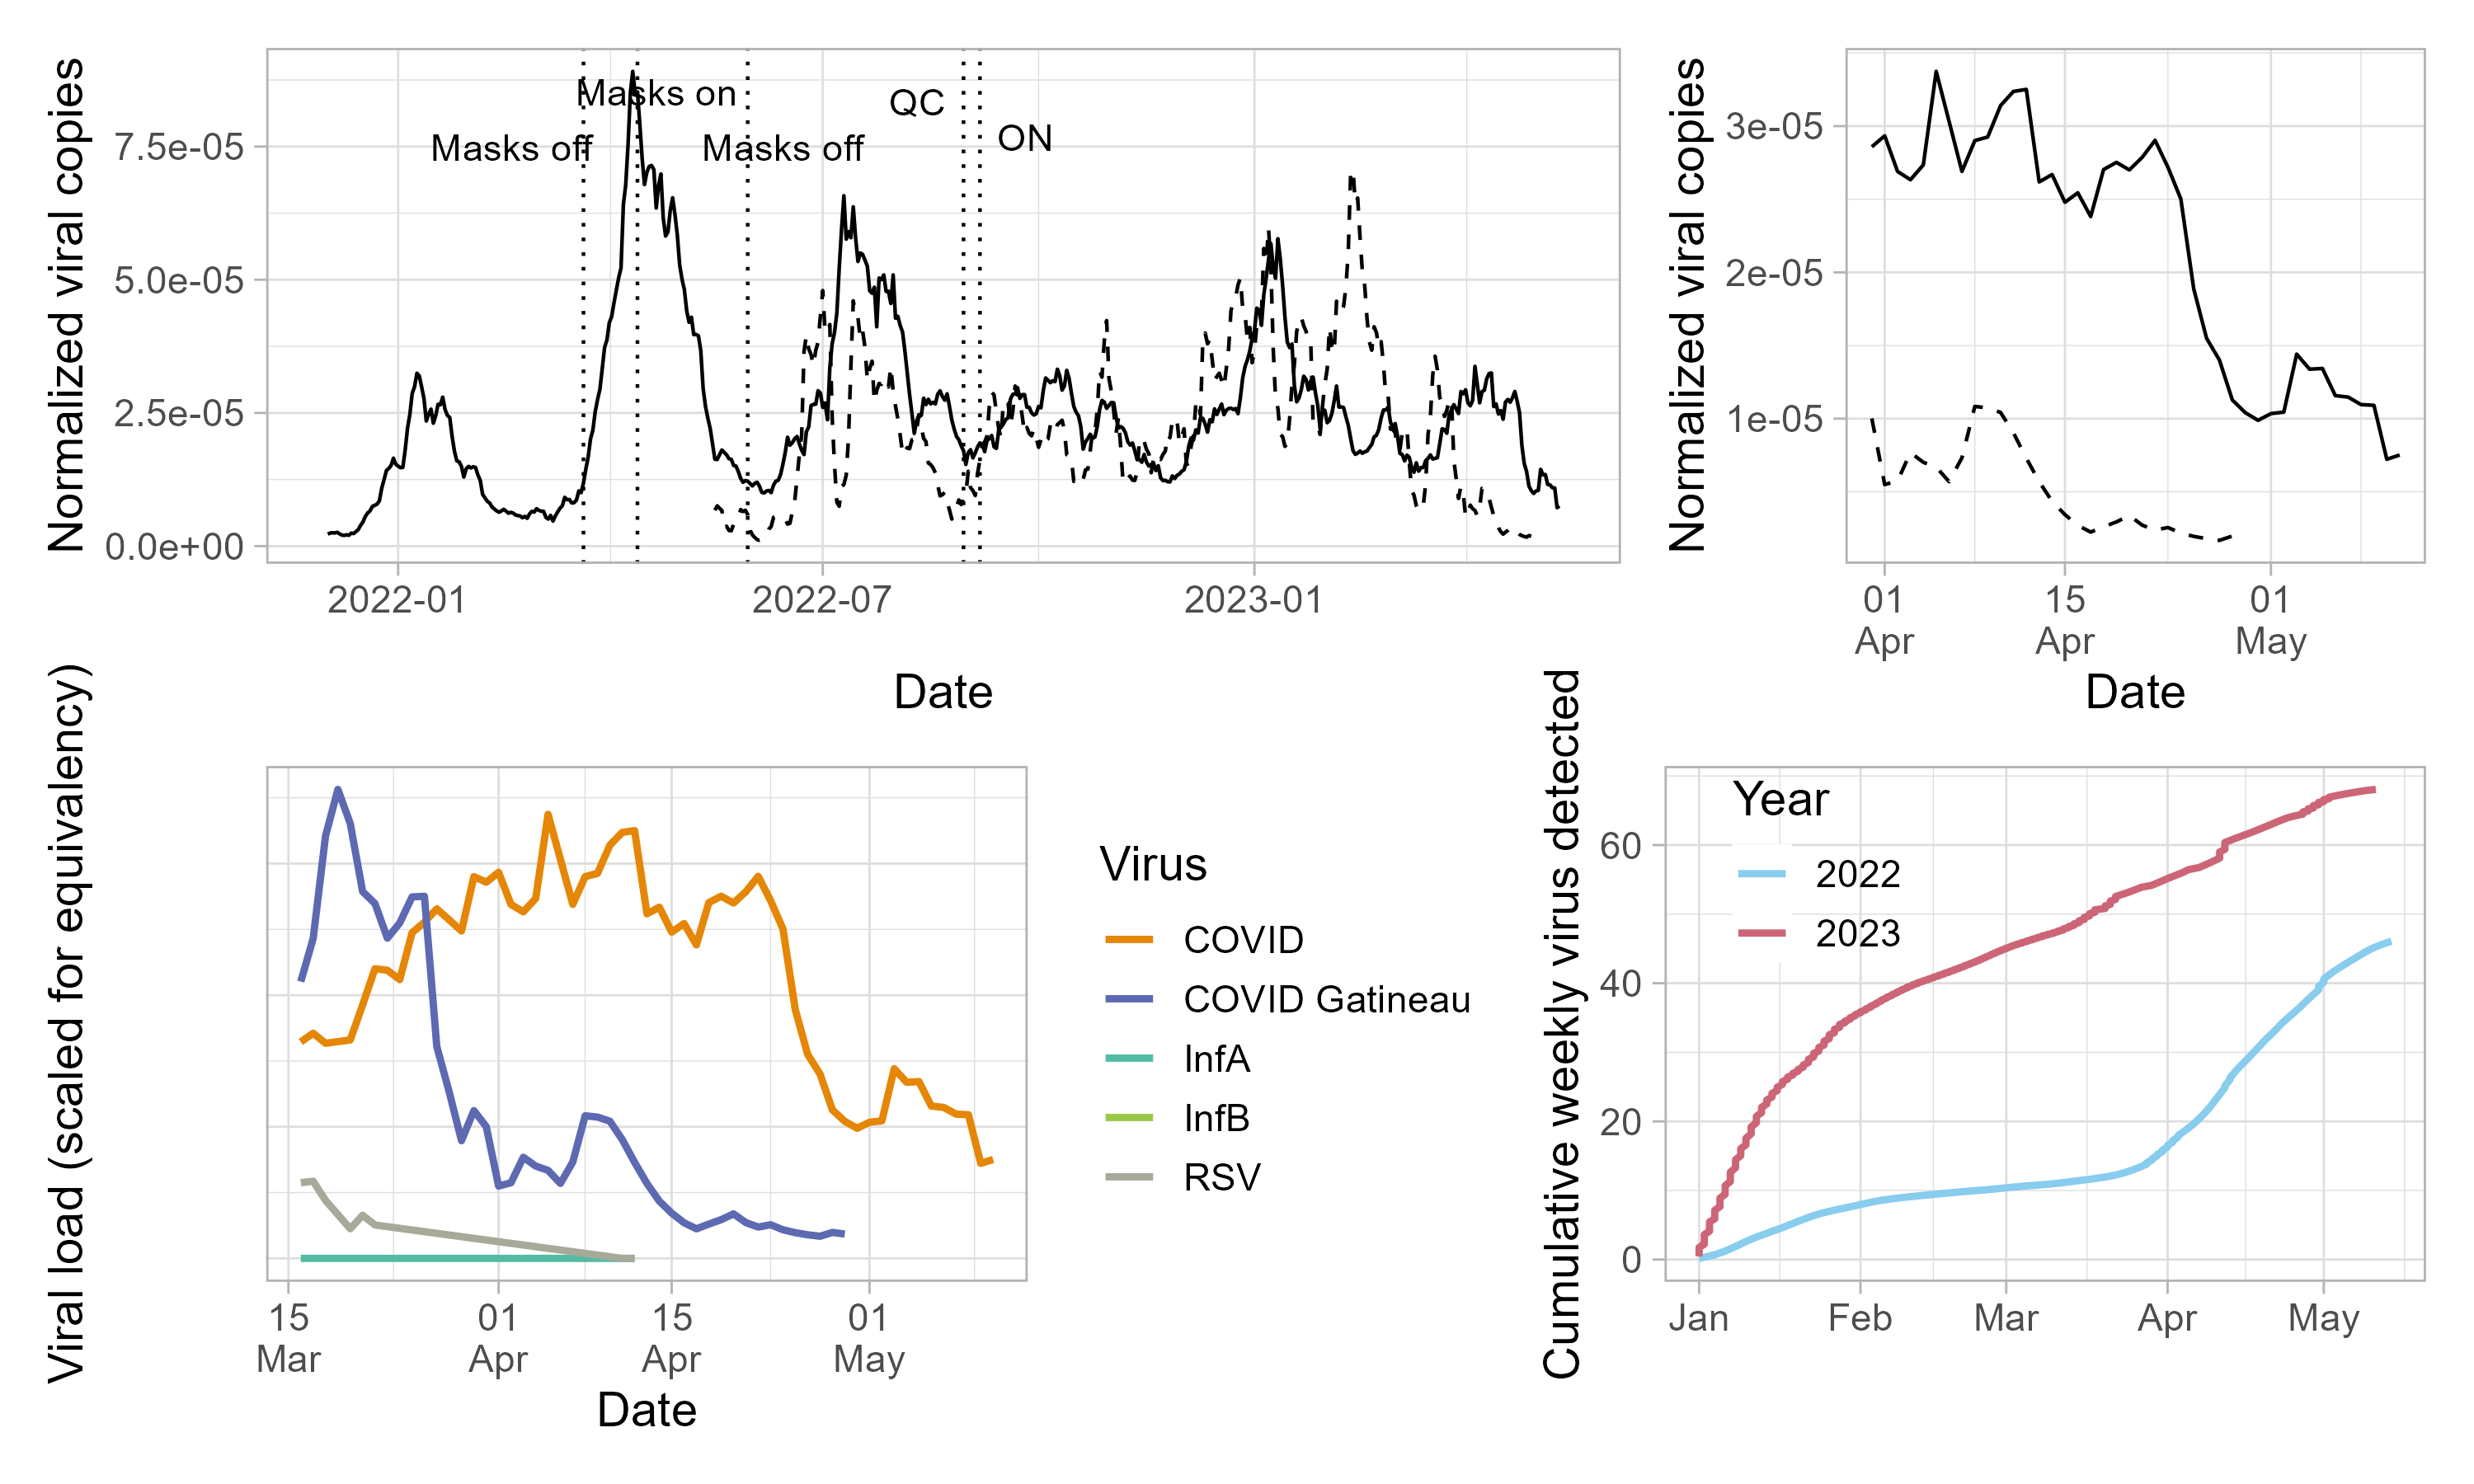 Normalized viral copies
7.5e-05
5.0e-05
2.5e-05
0.0e+00
Masks off
Masks on
Masks off
QC
ON
2022-01
2022-07
2023-01
Date
Normalized viral copies
3e-05
2e-05
1e-05
01
Apr
15
Apr
01
May
Date
Viral load (scaled for equivalency)
15
Mar
01
Apr
15
Apr
01
May
Date
Virus
COVID
COVID Gatineau
InfA
InfB
RSV
Cumulative weekly virus detected
60
40
20
0
Year
2022
2023
Jan
Feb
Mar
Apr
May